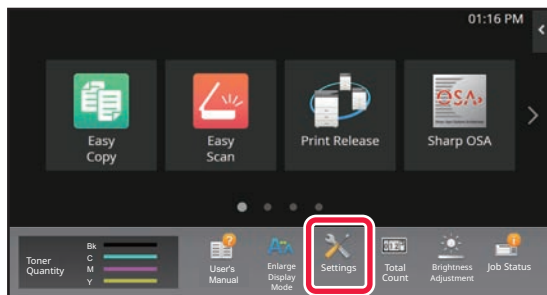 01:16 PM
Easy
Copy
Easy
Scan
Print Release
OSA
Sharp OSA
Toner
Quantity
Bk
C
M
Y
User's
Manual
Enlarge
Display
Mode
Settings
Total
Count
Brightness
Adjustment
Job Status